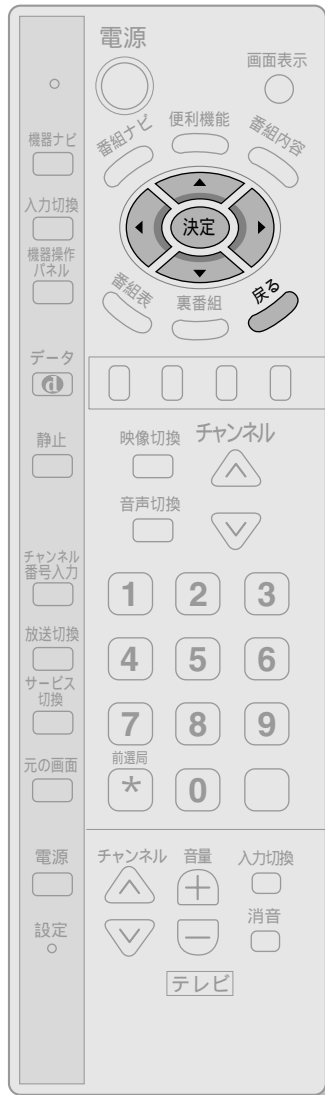 電源
画面表示
機器ナビ
番組ナビ
便利機能
番組内容
入力切換
決定
機器操作
パネル
番組表
裏番組
戻る
データ
d
静止
映像切換
チャンネル
音声切換
チャンネル
番号入力
1 2 3
放送切換
4 5 6
サービス
切換
7 8 9
元の画面
前選局
* 0
電源
チャンネル
音量
入力切換
+
設定
消音
−
テレビ